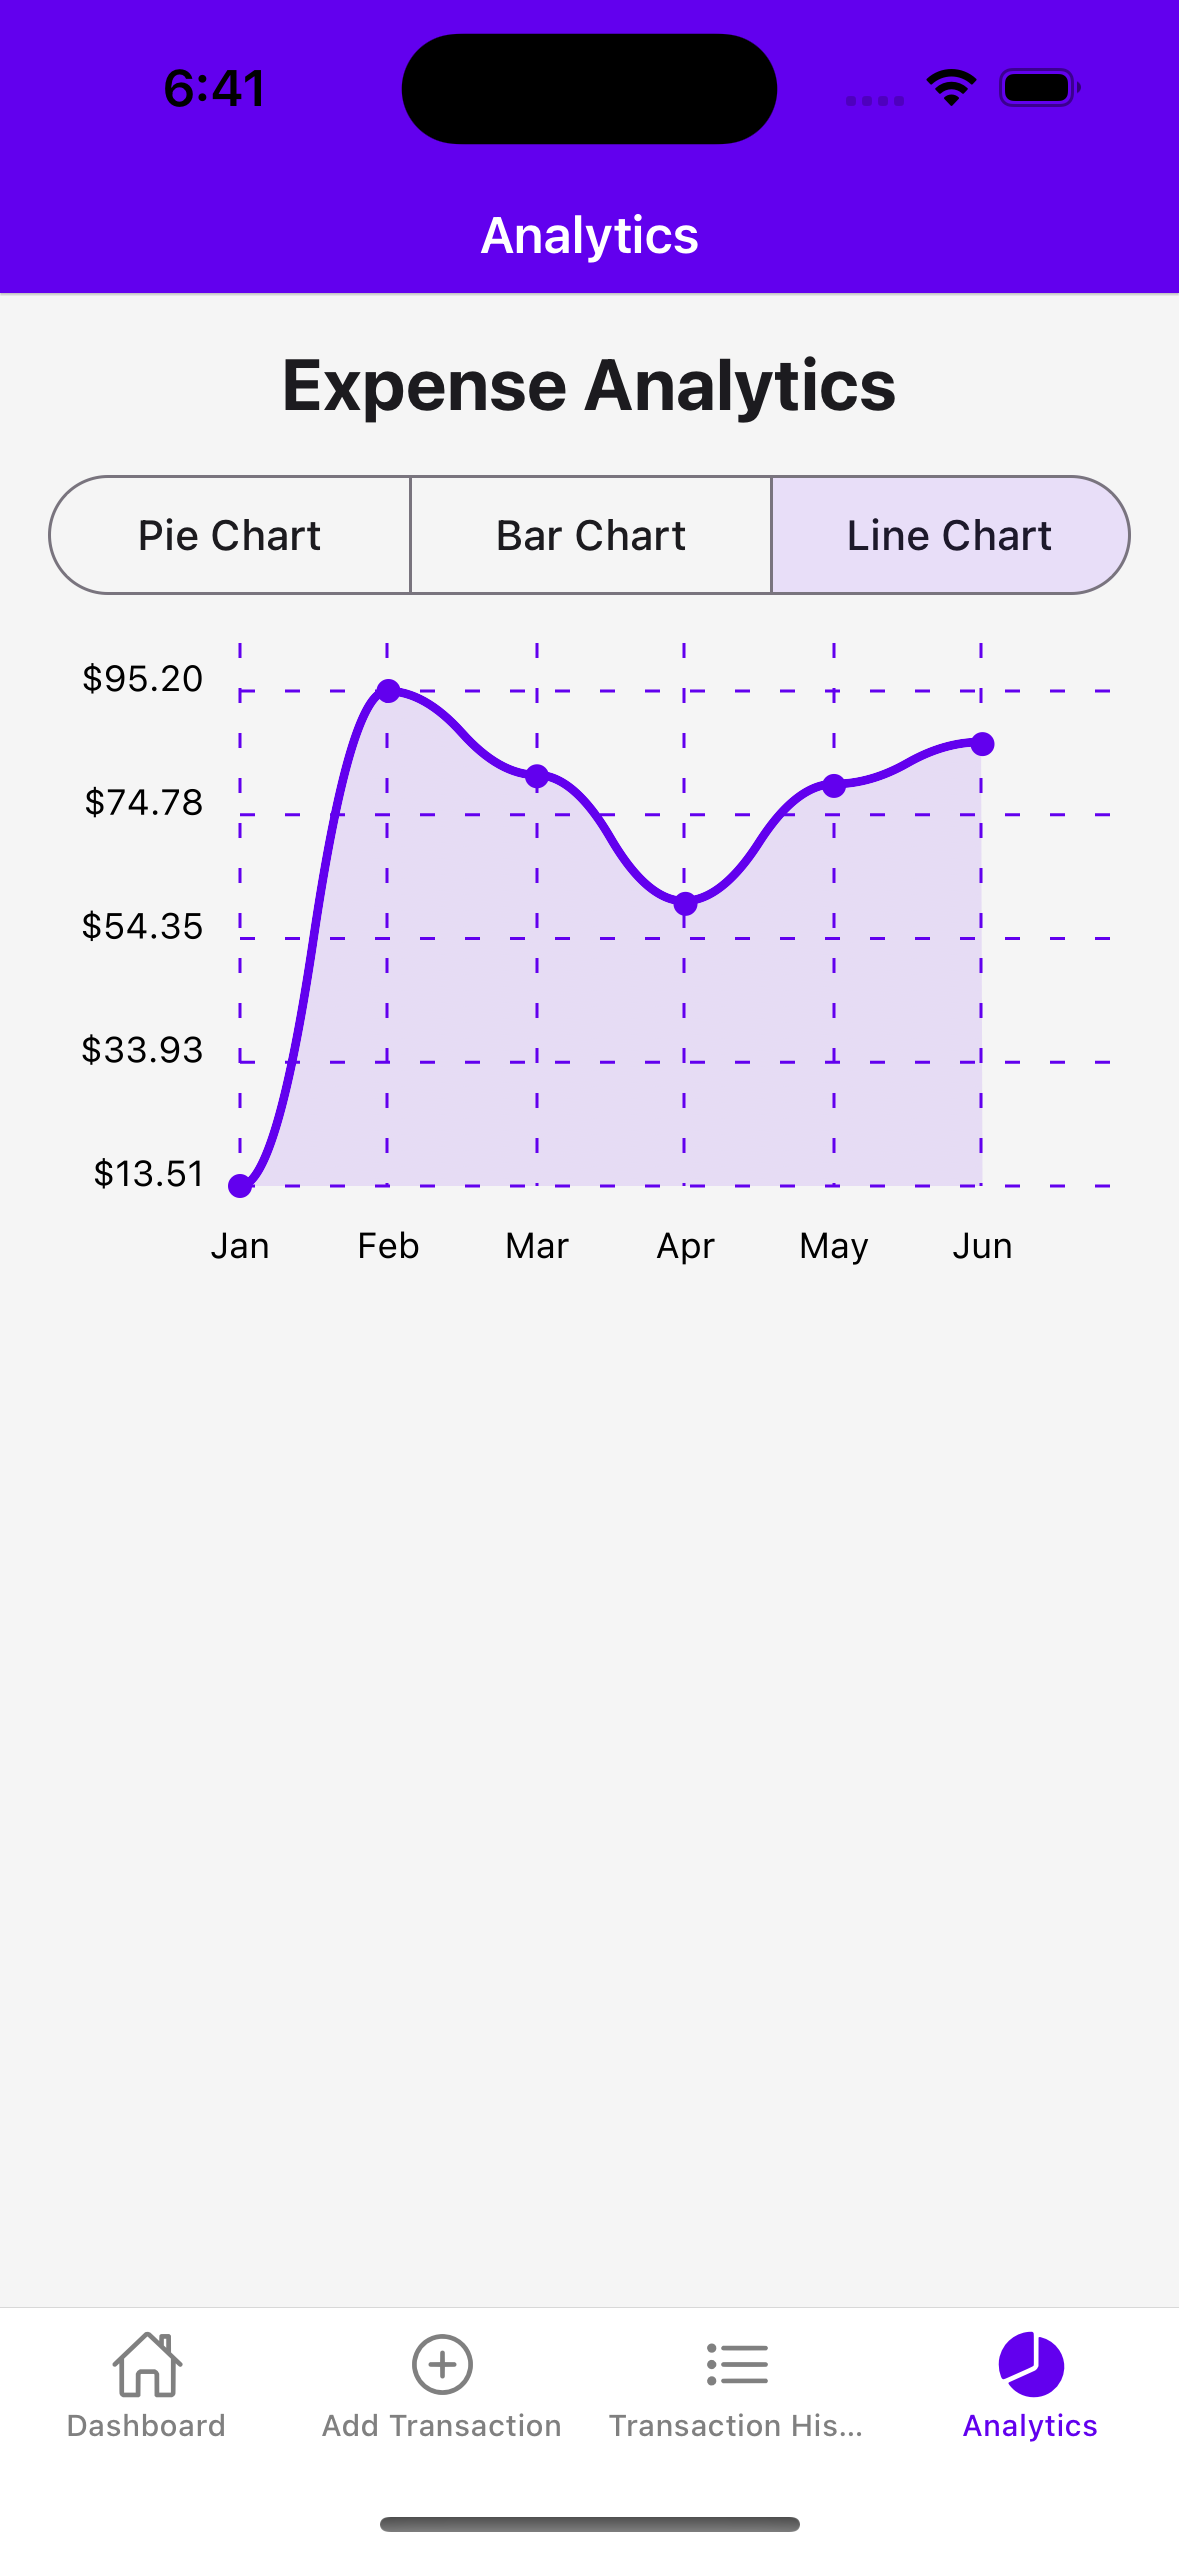 6:41
Analytics
Expense Analytics
Pie Chart Bar Chart Line Chart
$95.20
$74.78
$54.35
$33.93
$13.51
Jan Feb Mar Apr May Jun
Dashboard Add Transaction Transaction His... Analytics